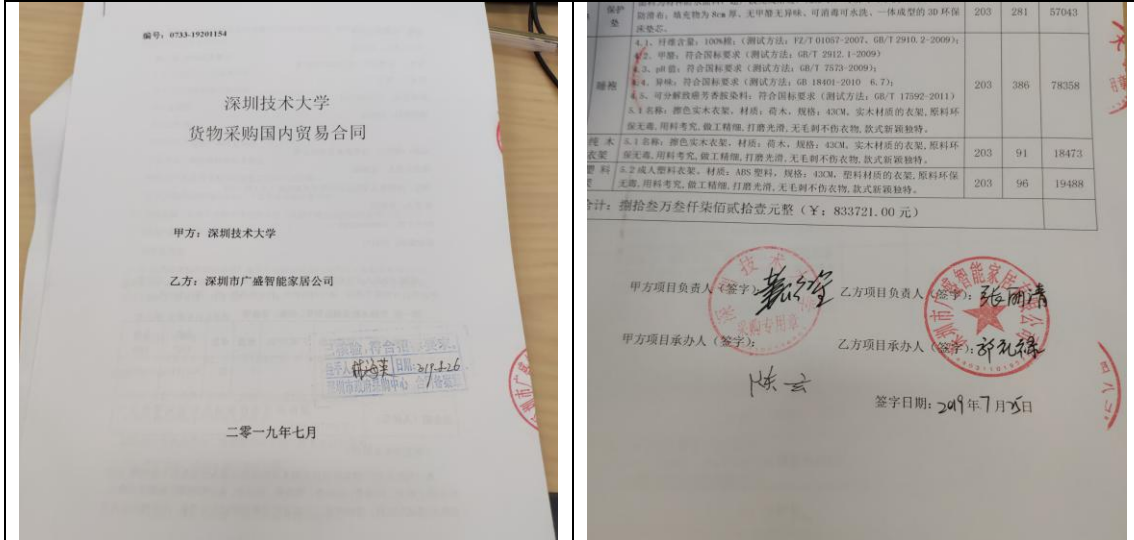 编号：0733-19201154
深圳技术大学
货物采购国内贸易合同
甲方：深圳技术大学
乙方：深圳市广盛智能家居公司
二零一九年七月
保护
垫
防滑布；填充物为8cm厚、无甲醛无异味、可消毒可水洗、一体成型的3D环保
床垫芯。
203 281 57043
睡袍
4.1、纤维含量：100%棉；（测试方法：FZ/T 01057-2007、GB/T 2910.2-2009）；
4.2、甲醛：符合国标要求（测试方法：GB/T 2912.1-2009）
4.3、pH值：符合国标要求（测试方法：GB/T 7573-2009）；
4.4、异味：符合国标要求（测试方法：GB 18401-2010 6.7）；
4.5、可分解致癌芳香胺染料：符合国标要求（测试方法：GB/T 17592-2011）
5.1名称：漂色实木衣架、材质：荷木，规格：43CM、实木材质的衣架,原料环
保无毒,用料考究,做工精细,打磨光滑,无毛刺不伤衣物,款式新颖独特。
203 386 78358
纯木
衣架
5.1名称：漂色实木衣架、材质：荷木，规格：43CM、实木材质的衣架,原料环
保无毒,用料考究,做工精细,打磨光滑,无毛刺不伤衣物,款式新颖独特。
203 91 18473
塑料
架
5.2成人塑料衣架、材质：ABS塑料，规格：43CM、塑料材质的衣架,原料环保
无毒,用料考究,做工精细,打磨光滑,无毛刺不伤衣物,款式新颖独特。
203 96 19488
合计：捌拾叁万叁仟柒佰贰拾壹元整（￥：833721.00元）
甲方项目负责人（签字）：
乙方项目负责人（签字）：张丽清
甲方项目承办人（签字）：
乙方项目承办人（签字）：
陈云
采购专用章
签字日期：2019年7月25日